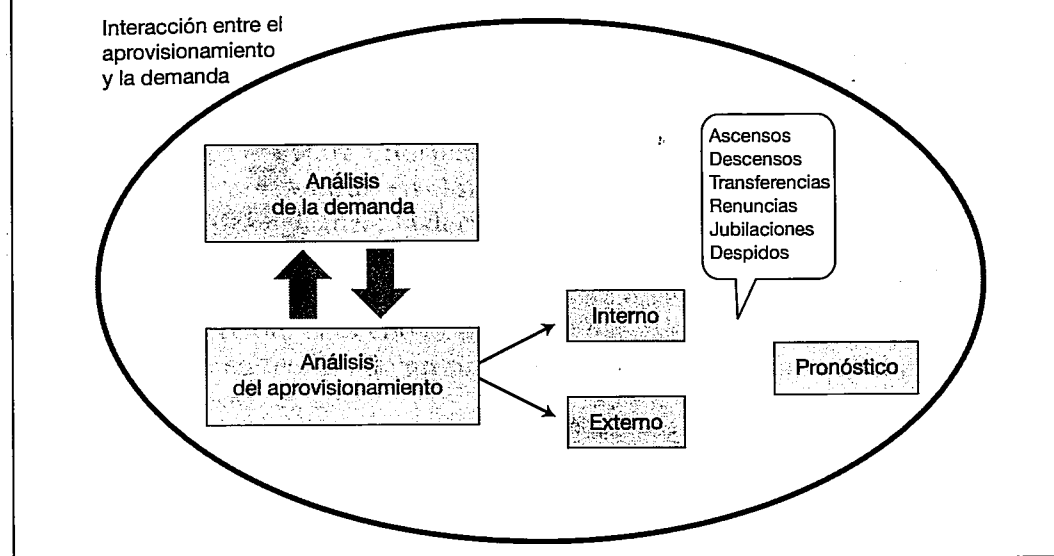 Interacción entre el
aprovisionamiento
y la demanda
Análisis
de la demanda
Ascensos
Descensos
Transferencias
Renuncias
Jubilaciones
Despidos
Análisis
del aprovisionamiento
Interno
Externo
Pronóstico